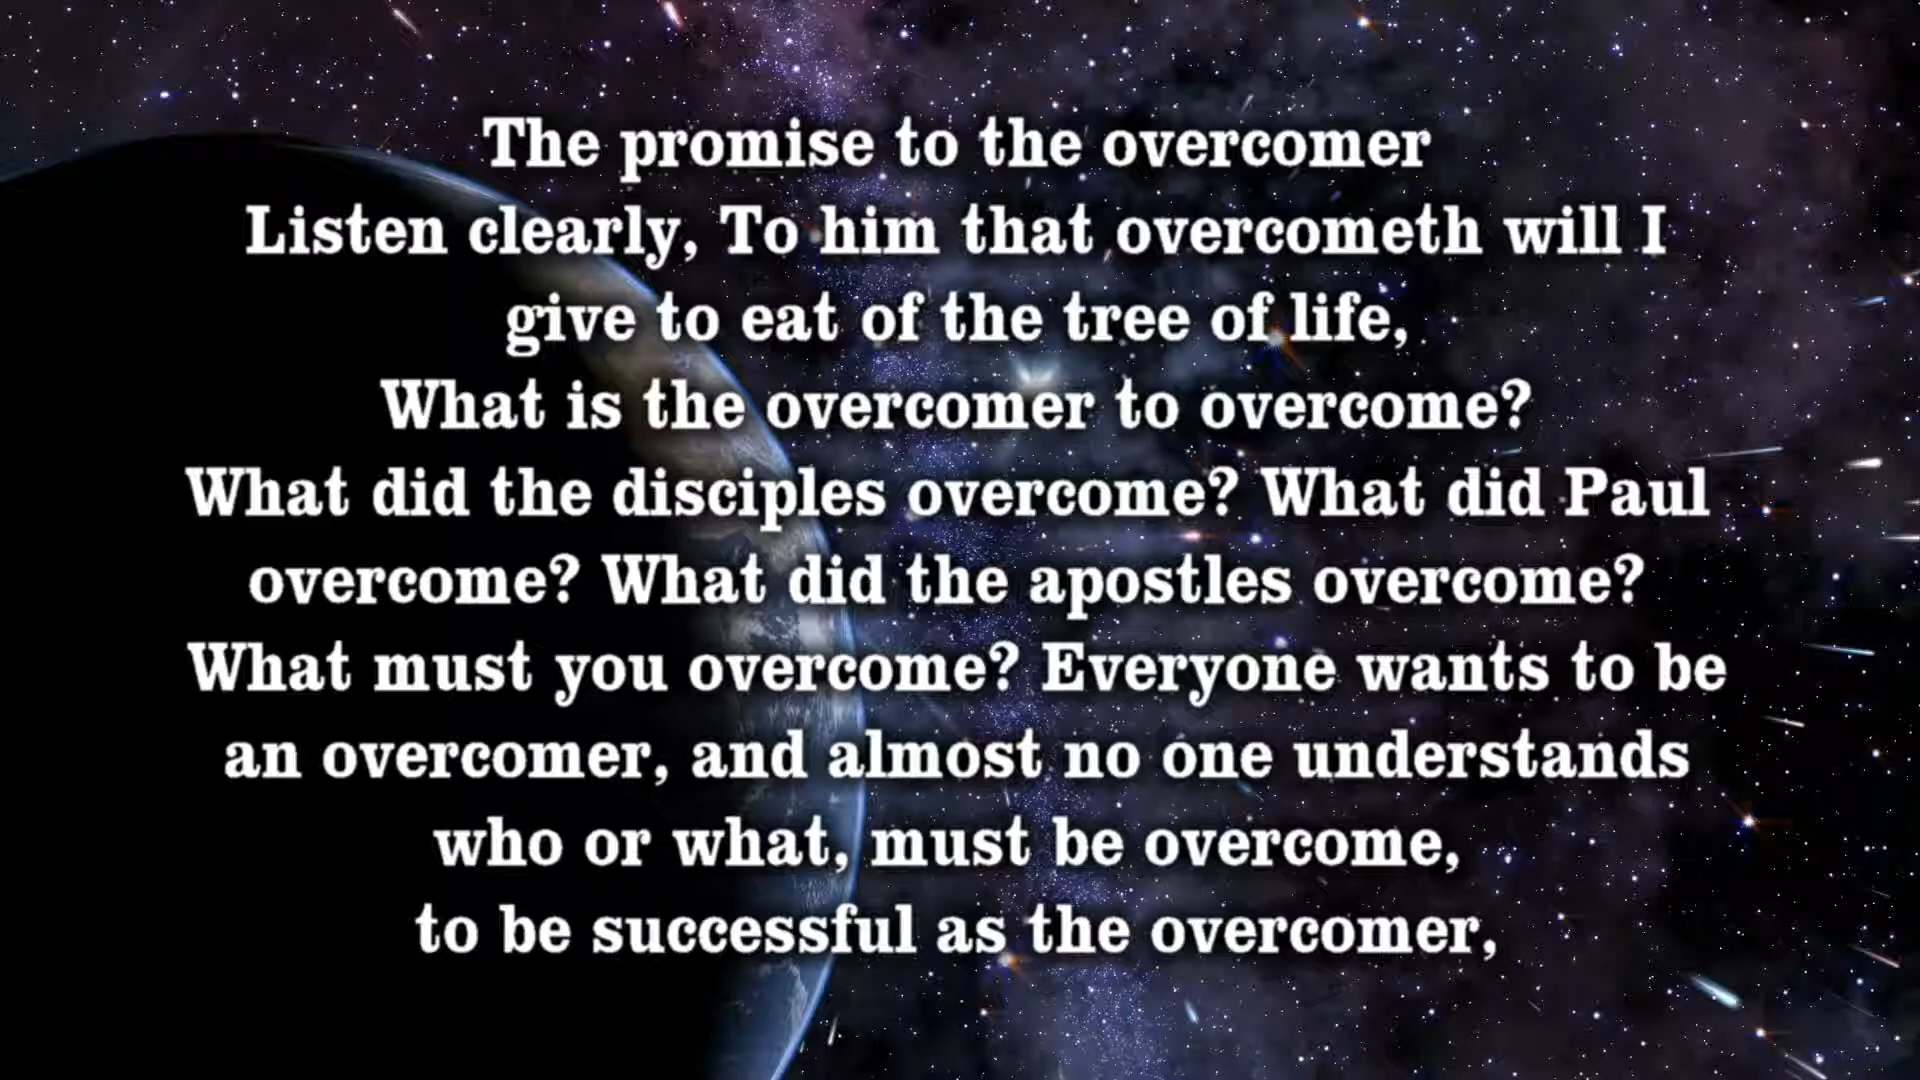 The promise to the overcomer
Listen clearly, To him that overcometh will I
give to eat of the tree of life,
What is the overcomer to overcome?
What did the disciples overcome? What did Paul
overcome? What did the apostles overcome?
What must you overcome? Everyone wants to be
an overcomer, and almost no one understands
who or what, must be overcome,
to be successful as the overcomer,